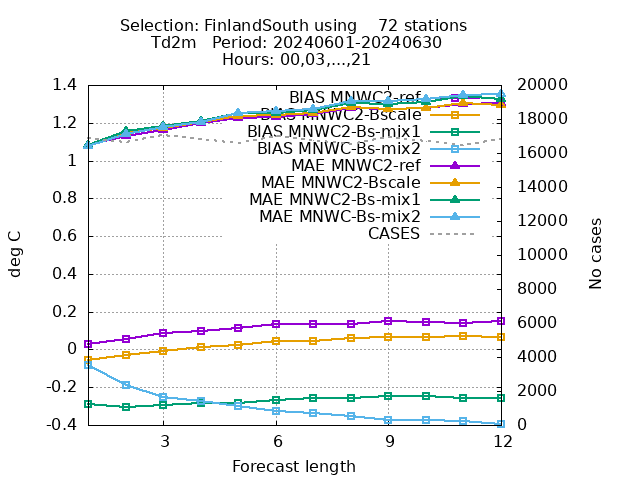 Selection: FinlandSouth using    72 stations
Td2m   Period: 20240601-20240630
Hours: 00,03,...,21
BIAS MNWC2-ref
BIAS MNWC2-Bscale
BIAS MNWC2-Bs-mix1
BIAS MNWC-Bs-mix2
MAE MNWC2-ref
MAE MNWC2-Bscale
MAE MNWC2-Bs-mix1
MAE MNWC-Bs-mix2
CASES
1.4
1.2
1
0.8
0.6
0.4
0.2
0
-0.2
-0.4
deg C
20000
18000
16000
14000
12000
10000
8000
6000
4000
2000
0
No cases
3 6 9 12
Forecast length